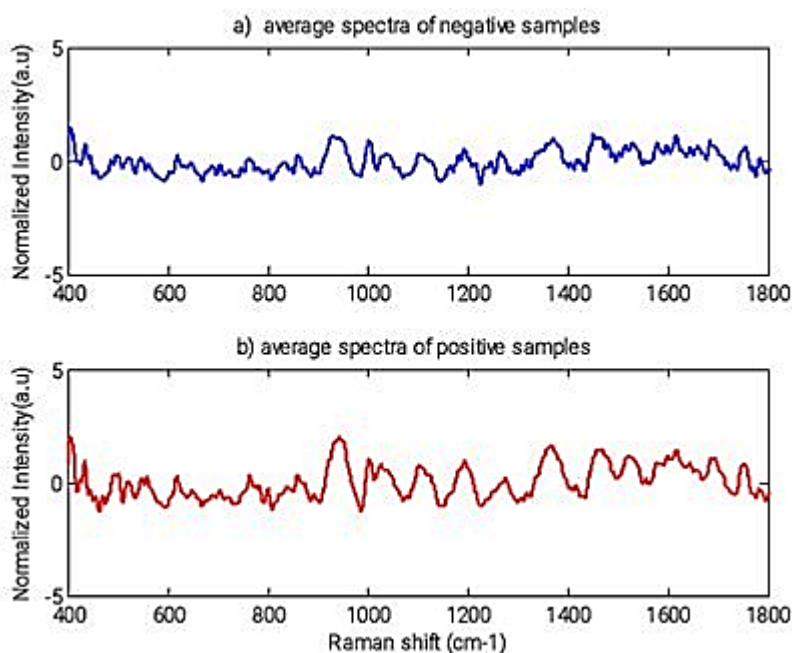 a) average spectra of negative samples
Normalized Intensity(a.u)
5
0
-5
400 600 800 1000 1200 1400 1600 1800
b) average spectra of positive samples
Normalized Intensity(a.u)
5
0
-5
400 600 800 1000 1200 1400 1600 1800
Raman shift (cm-1)